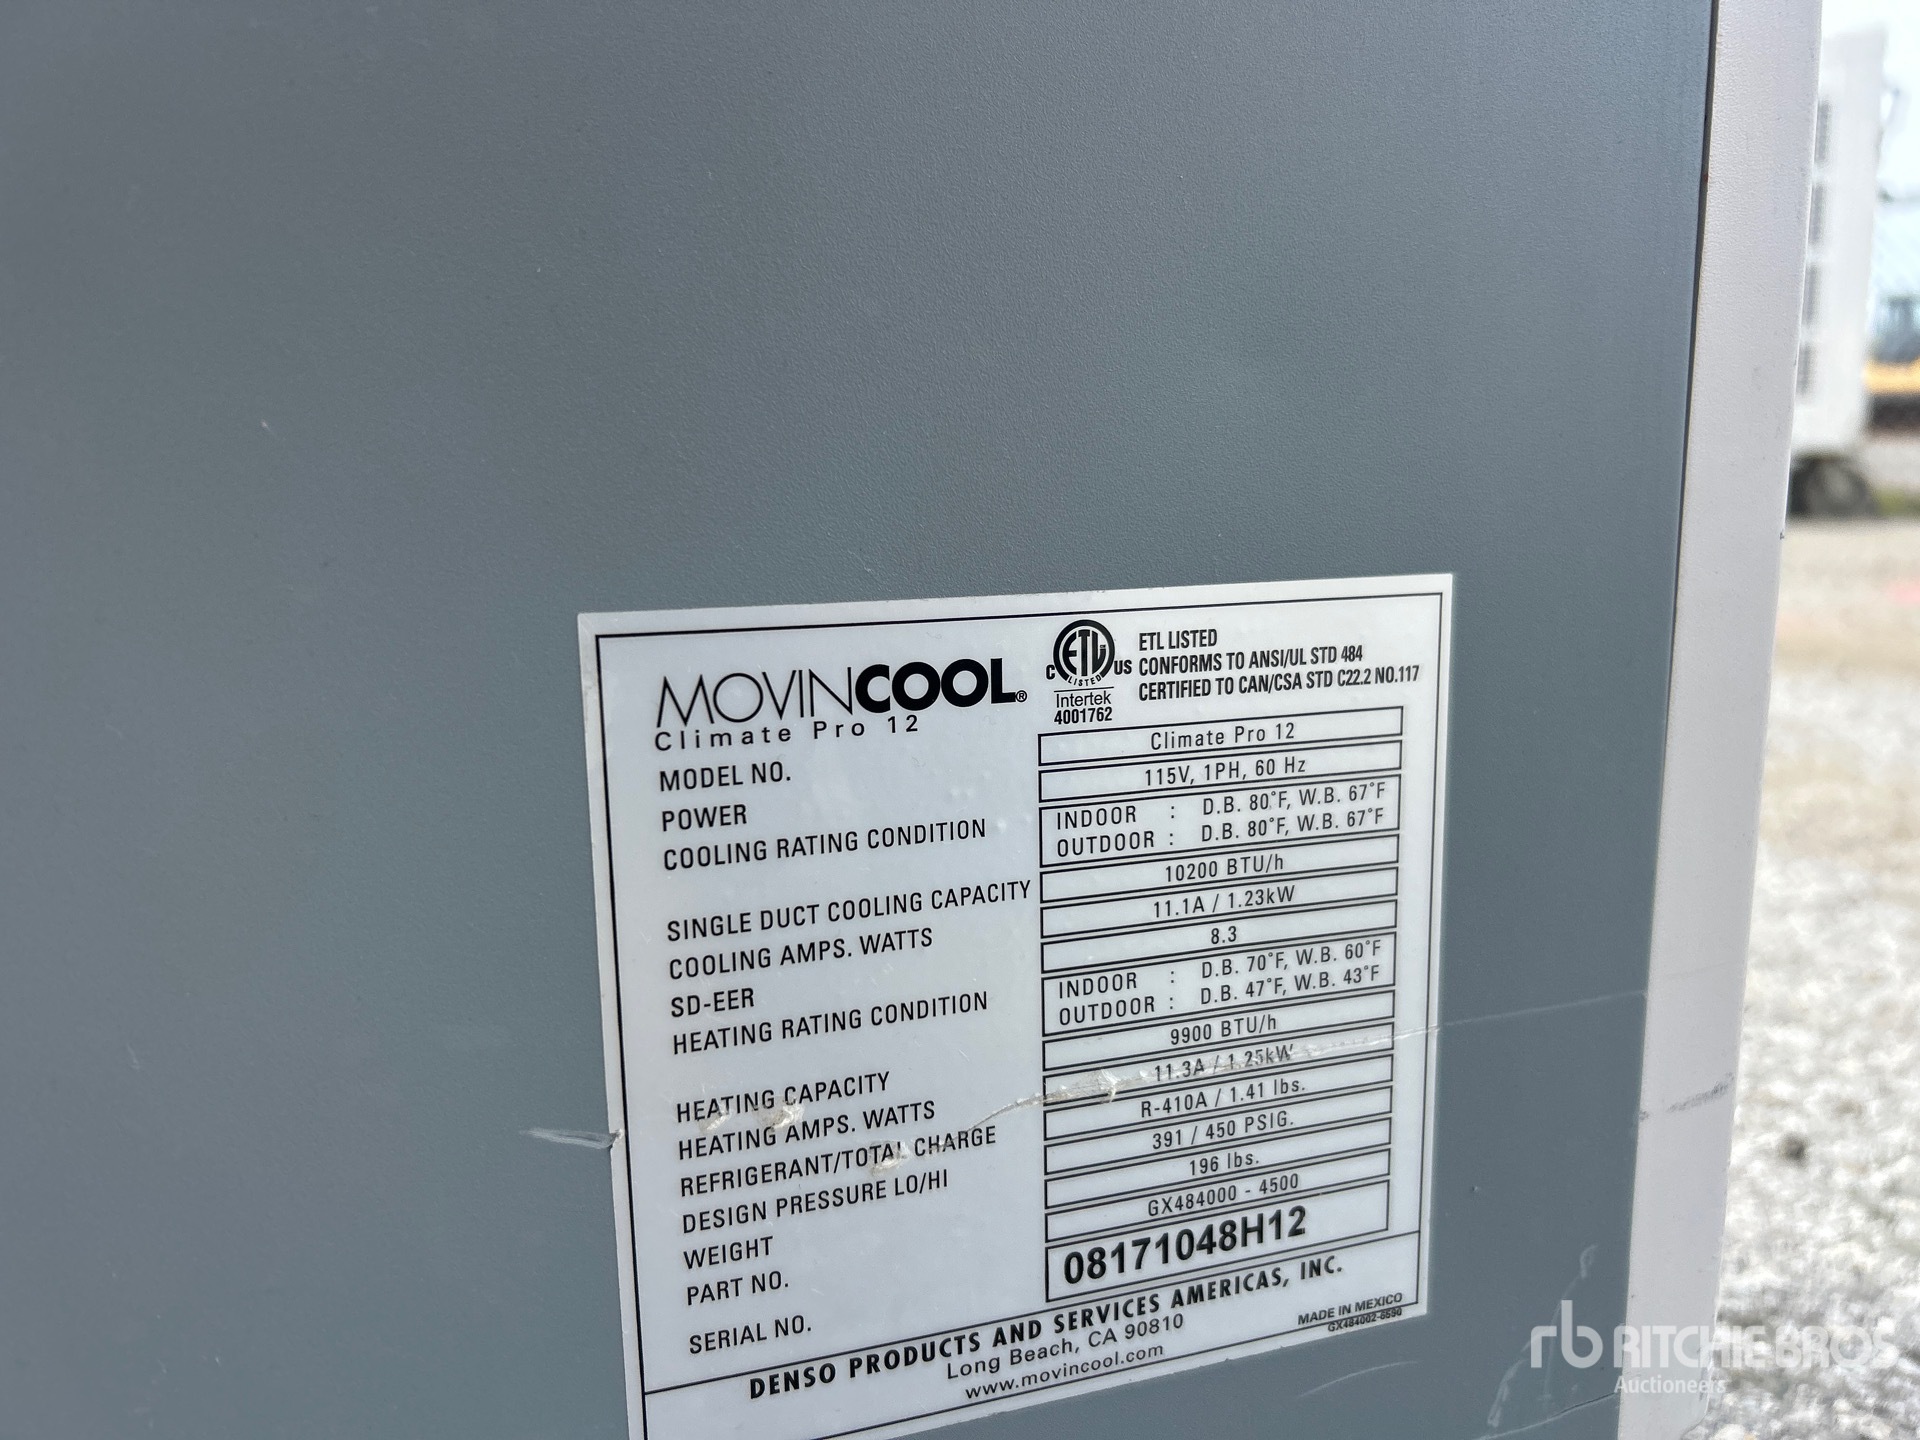 MOVINCOOL®
Climate Pro 12
C ETL LISTED US
Intertek
4001762
ETL LISTED
CONFORMS TO ANSI/UL STD 484
CERTIFIED TO CAN/CSA STD C22.2 NO.117
MODEL NO. Climate Pro 12
POWER 115V, 1PH, 60 Hz
COOLING RATING CONDITION INDOOR : D.B. 80°F, W.B. 67°F
OUTDOOR : D.B. 80°F, W.B. 67°F
SINGLE DUCT COOLING CAPACITY 10200 BTU/h
COOLING AMPS. WATTS 11.1A / 1.23kW
SD-EER 8.3
HEATING RATING CONDITION INDOOR : D.B. 70°F, W.B. 60°F
OUTDOOR : D.B. 47°F, W.B. 43°F
HEATING CAPACITY 9900 BTU/h
HEATING AMPS. WATTS 11.3A / 1.25kW
REFRIGERANT/TOTAL CHARGE R-410A / 1.41 lbs.
DESIGN PRESSURE LO/HI 391 / 450 PSIG.
WEIGHT 196 lbs.
PART NO. GX484000 - 4500
SERIAL NO. 08171048H12
DENSO PRODUCTS AND SERVICES AMERICAS, INC.
Long Beach, CA 90810
www.movincool.com
MADE IN MEXICO
GX484002-6590
rb RITCHIE BROS
Auctioneers